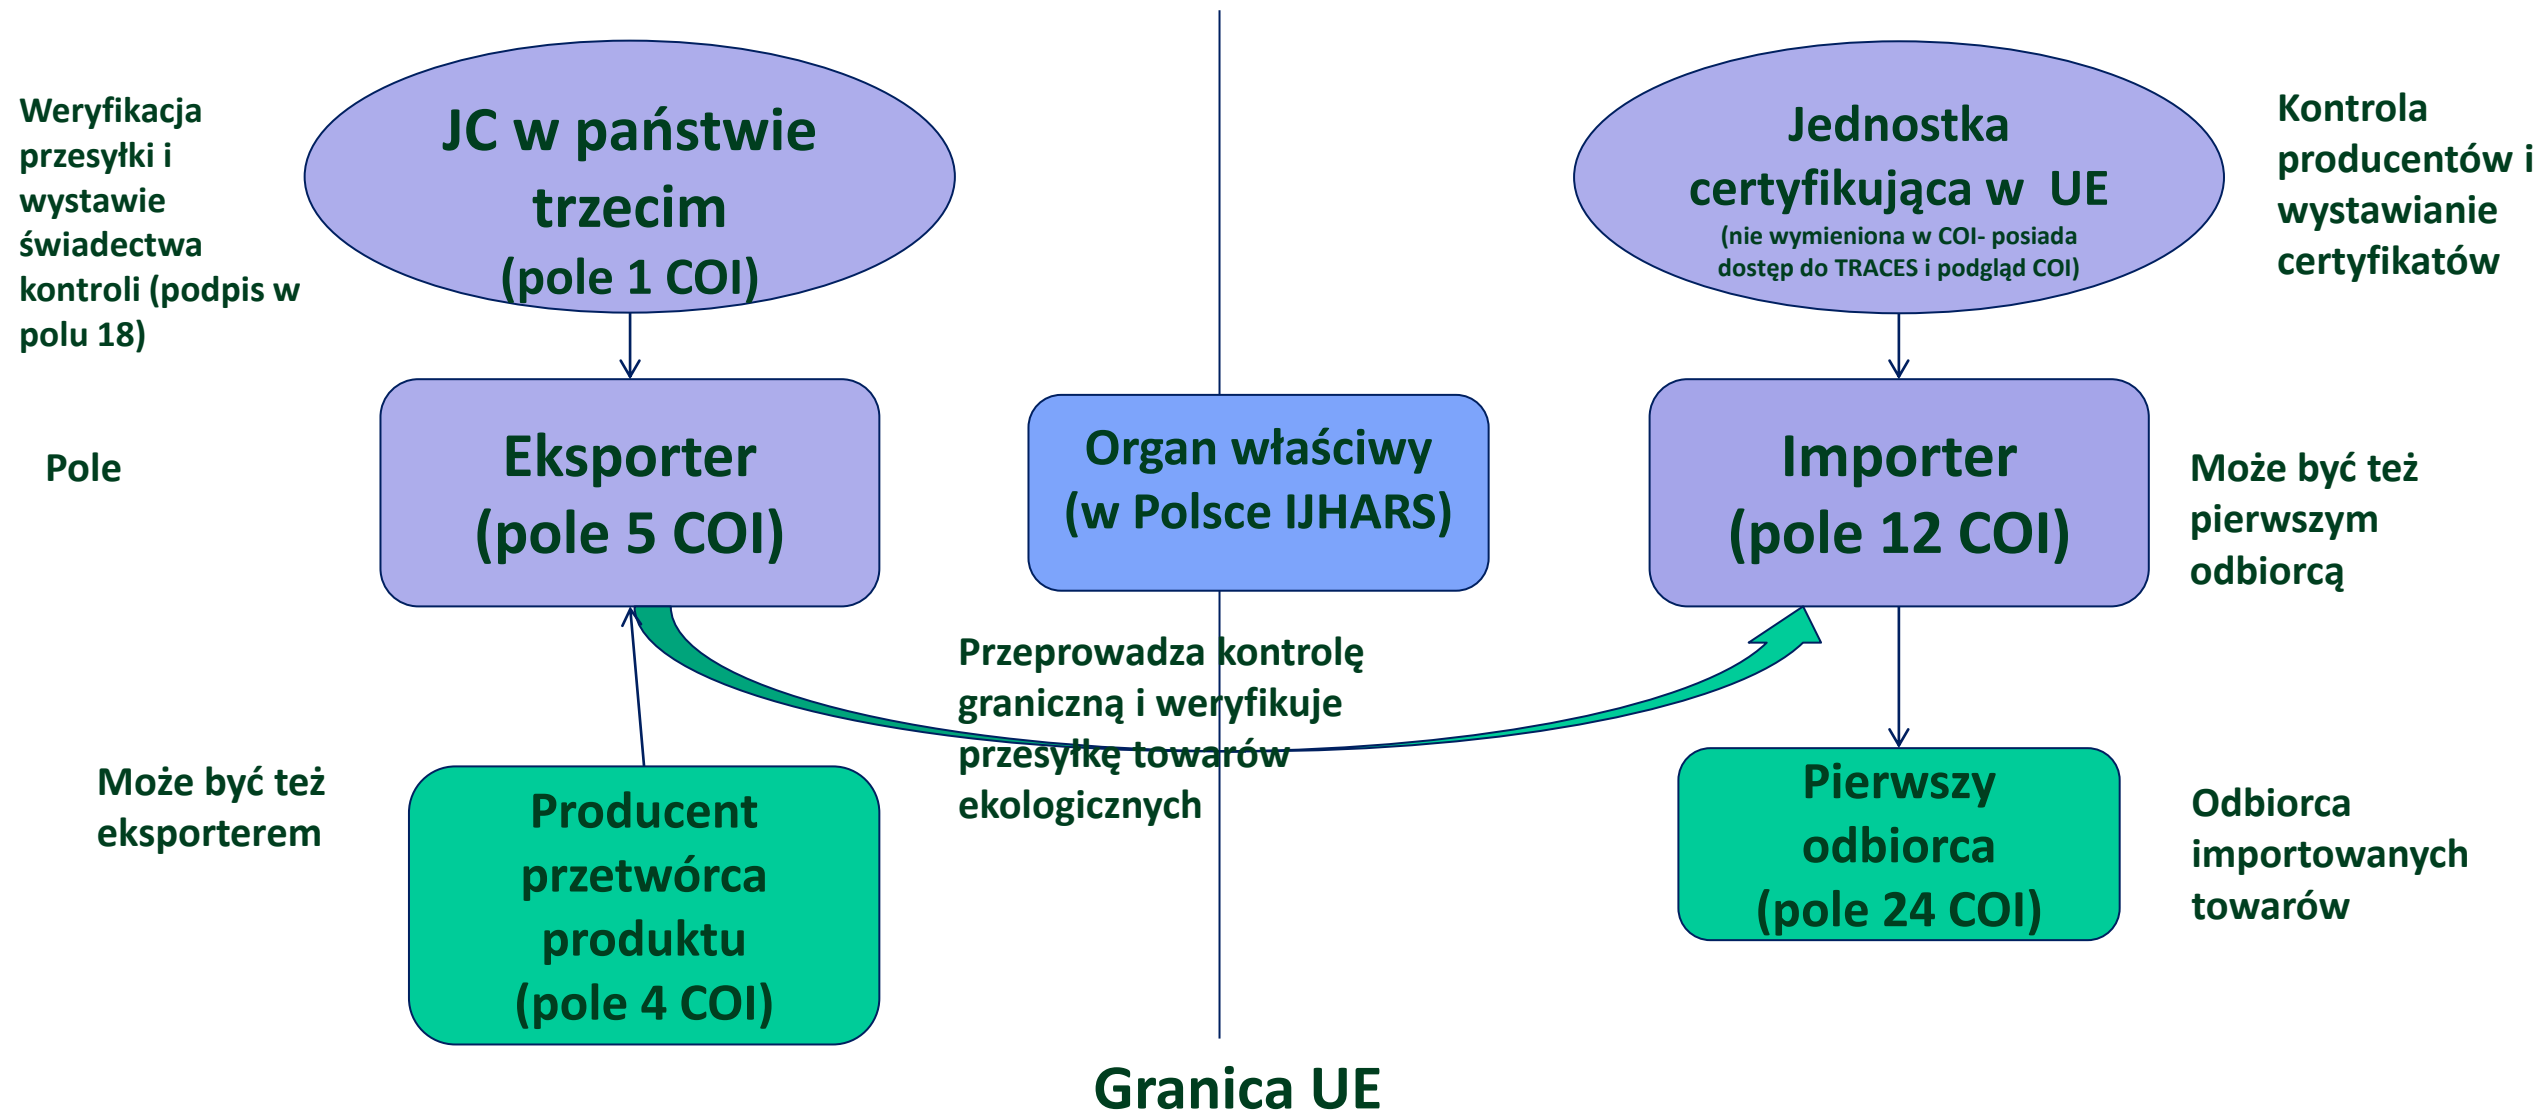 Weryfikacja
przesyłki i
wystawie
świadectwa
kontroli (podpis w
polu 18)
JC w państwie
trzecim
(pole 1 COI)
Jednostka
certyfikująca w UE
(nie wymieniona w COI- posiada
dostęp do TRACES i podgląd COI)
Kontrola
producentów i
wystawianie
certyfikatów
Pole
Eksporter
(pole 5 COI)
Organ właściwy
(w Polsce IJHARS)
Importer
(pole 12 COI)
Może być też
pierwszym
odbiorcą
Przeprowadza kontrolę
graniczną i weryfikuje
przesyłkę towarów
ekologicznych
Może być też
eksporterem
Producent
przetwórca
produktu
(pole 4 COI)
Pierwszy
odbiorca
(pole 24 COI)
Odbiorca
importowanych
towarów
Granica UE